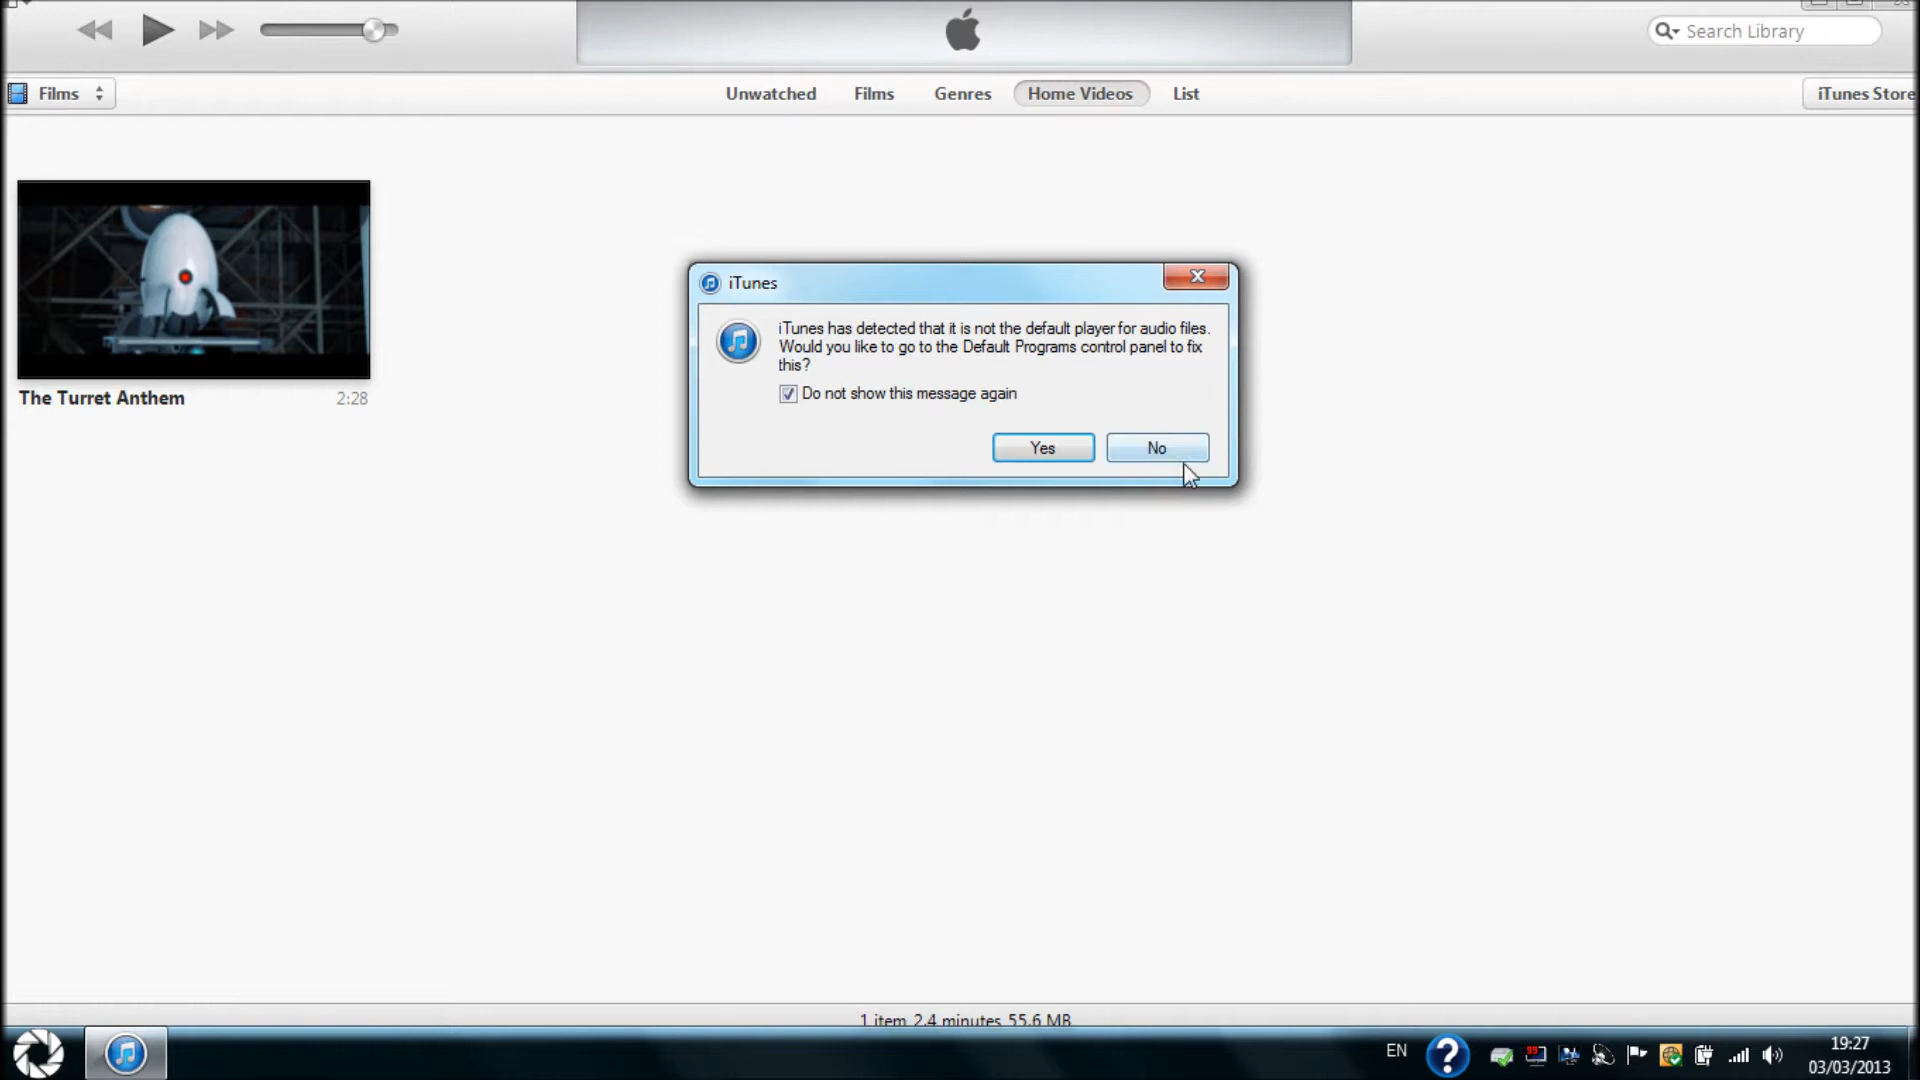 Search Library
Films
Unwatched
Films
Genres
Home Videos
List
iTunes Store
The Turret Anthem
2:28
iTunes
iTunes has detected that it is not the default player for audio files.
Would you like to go to the Default Programs control panel to fix
this?
Do not show this message again
Yes
No
1 item, 2.4 minutes, 55.6 MB
EN
?
99
19:27
03/03/2013